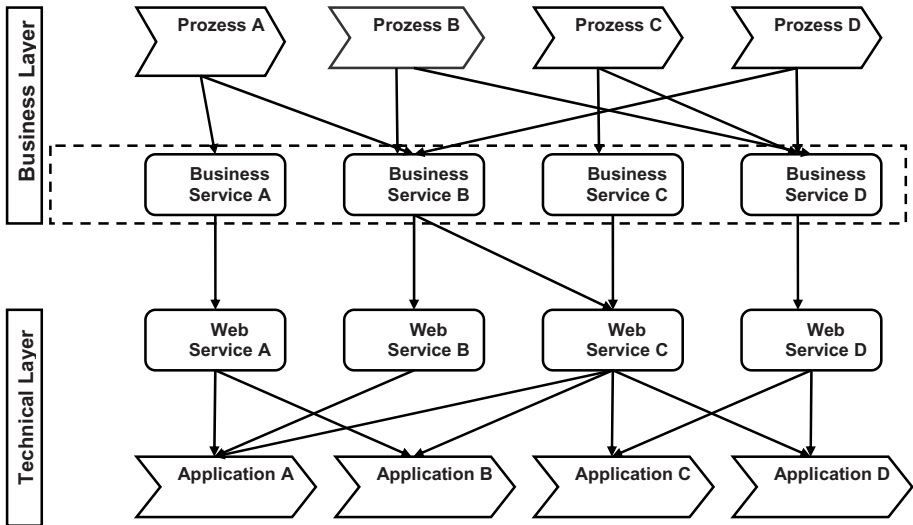 Business Layer
Prozess A
Prozess B
Prozess C
Prozess D
Business
Service A
Business
Service B
Business
Service C
Business
Service D
Technical Layer
Web
Service A
Web
Service B
Web
Service C
Web
Service D
Application A
Application B
Application C
Application D